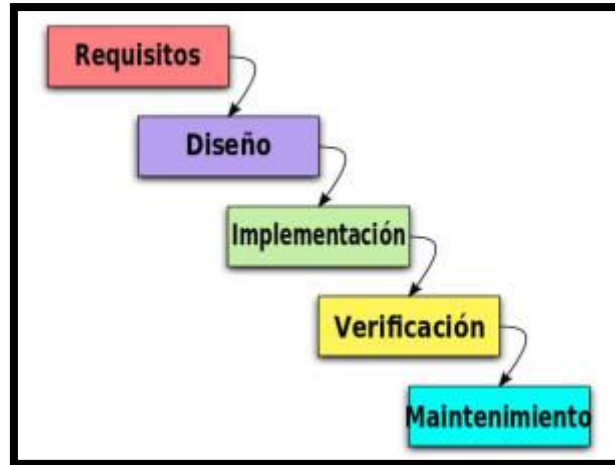 Requisitos
Diseño
Implementación
Verificación
Maintenimiento